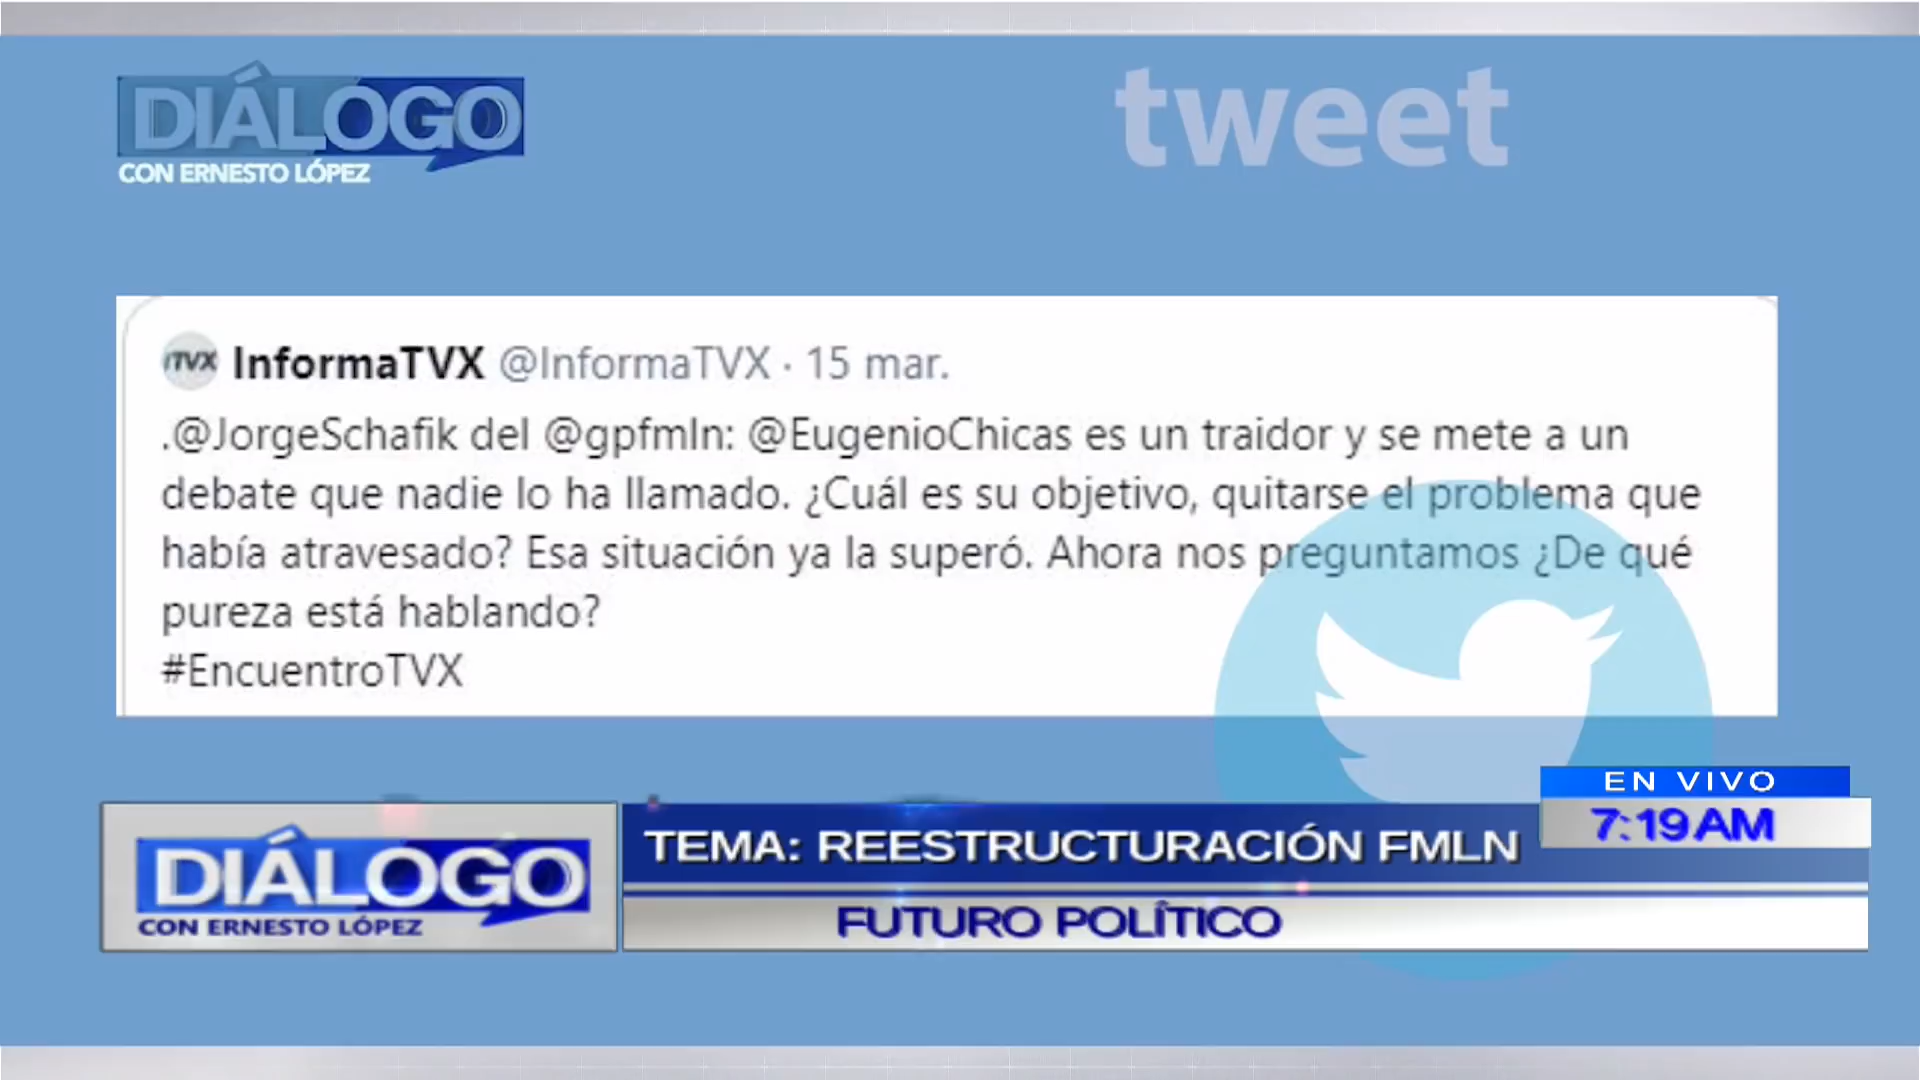 DIÁLOGO
CON ERNESTO LÓPEZ
tweet
iTVX InformaTVX @InformaTVX · 15 mar.
.@JorgeSchafik del @gpfmln: @EugenioChicas es un traidor y se mete a un
debate que nadie lo ha llamado. ¿Cuál es su objetivo, quitarse el problema que
había atravesado? Esa situación ya la superó. Ahora nos preguntamos ¿De qué
pureza está hablando?
#EncuentroTVX
EN VIVO
7:19AM
DIÁLOGO
CON ERNESTO LÓPEZ
TEMA: REESTRUCTURACIÓN FMLN
FUTURO POLÍTICO